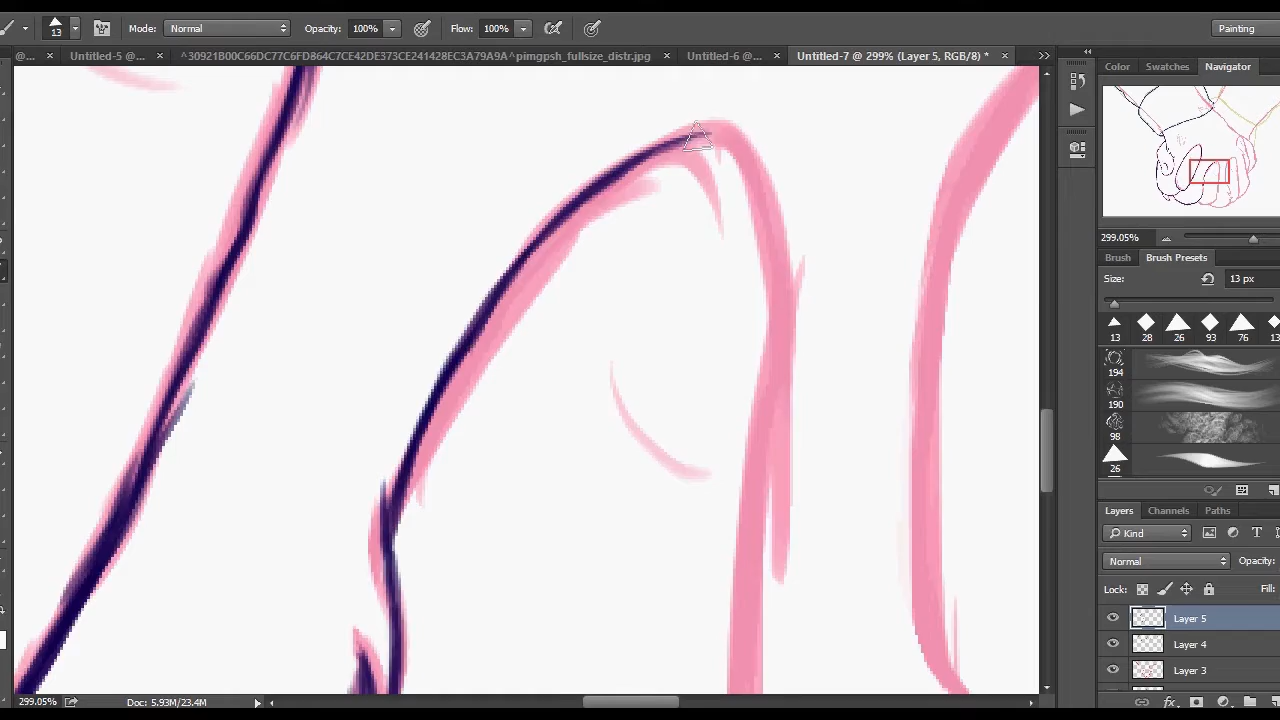 13 Mode: Normal Opacity: 100% Flow: 100% Painting
@... × Untitled-5 @... × ^30921B00C66DC77C6FD864C7CE42DE373CE241428EC3A79A9A^pimgpsh_fullsize_distr.jpg × Untitled-6 @... × Untitled-7 @ 299% (Layer 5, RGB/8) * ×
Color Swatches Navigator
299.05%
Brush Brush Presets
Size: 13 px
13 28 26 93 76 13
194
190
98
26
Layers Channels Paths
Kind
Normal Opacity:
Lock: Fill:
Layer 5
Layer 4
Layer 3
299.05% Doc: 5.93M/23.4M
fx